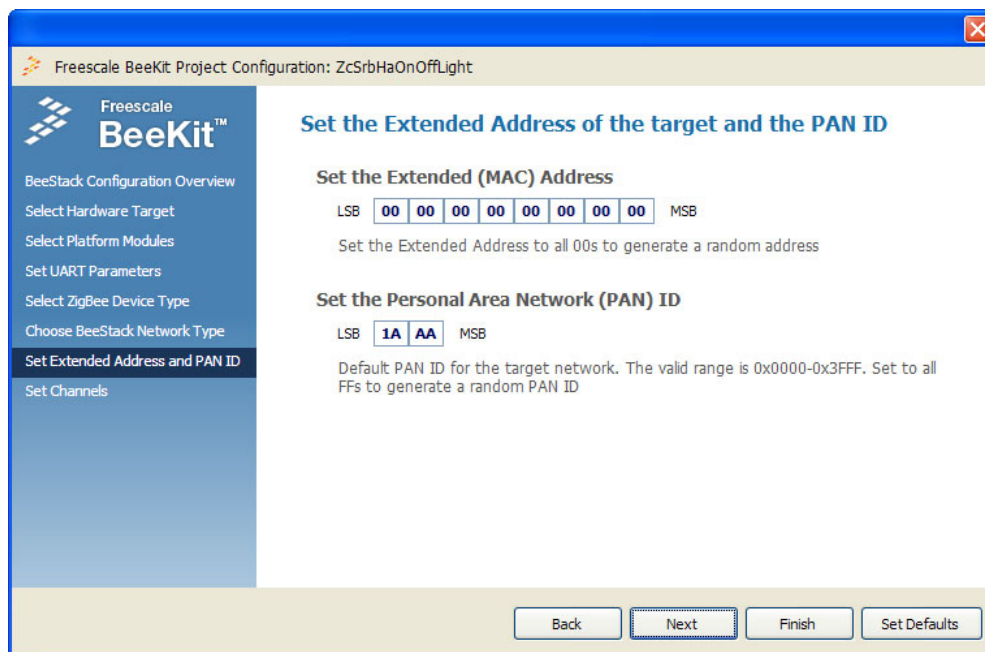 Freescale BeeKit Project Configuration: ZcSrbHaOnOffLight
Freescale
BeeKit™
BeeStack Configuration Overview
Select Hardware Target
Select Platform Modules
Set UART Parameters
Select ZigBee Device Type
Choose BeeStack Network Type
Set Extended Address and PAN ID
Set Channels
Set the Extended Address of the target and the PAN ID
Set the Extended (MAC) Address
LSB 00 00 00 00 00 00 00 00 MSB
Set the Extended Address to all 00s to generate a random address
Set the Personal Area Network (PAN) ID
LSB 1A AA MSB
Default PAN ID for the target network. The valid range is 0x0000-0x3FFF. Set to all
FFs to generate a random PAN ID
Back Next Finish Set Defaults